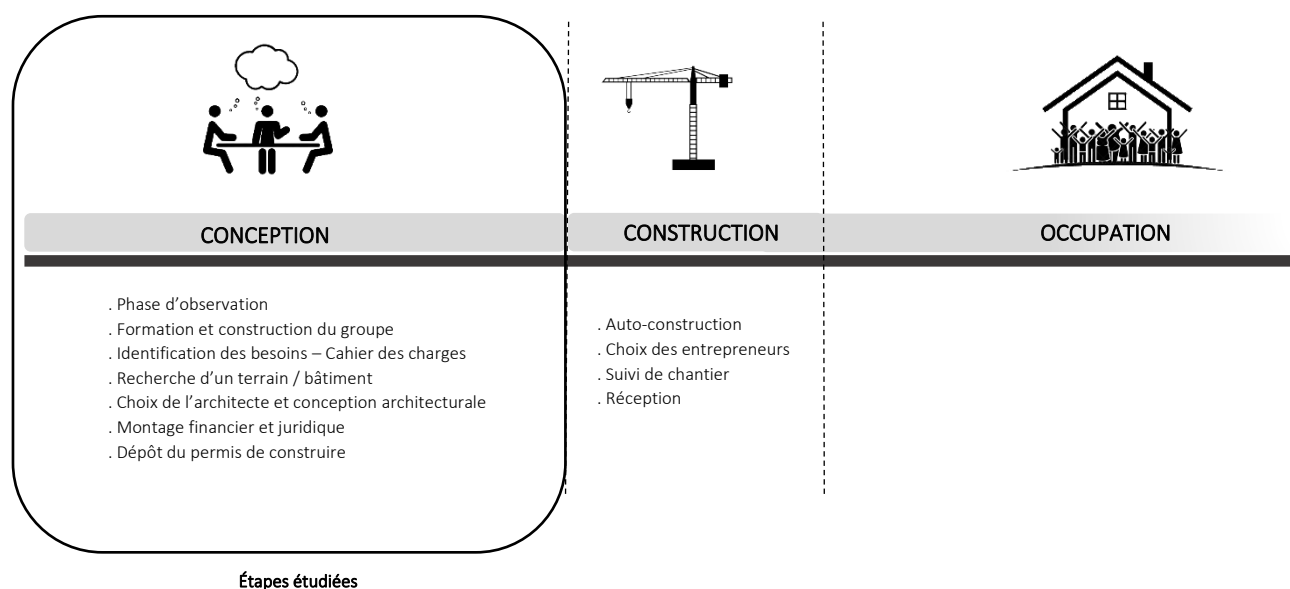 CONCEPTION
CONSTRUCTION
OCCUPATION
. Phase d’observation
. Formation et construction du groupe
. Identification des besoins – Cahier des charges
. Recherche d’un terrain / bâtiment
. Choix de l’architecte et conception architecturale
. Montage financier et juridique
. Dépôt du permis de construire
. Auto-construction
. Choix des entrepreneurs
. Suivi de chantier
. Réception
Étapes étudiées